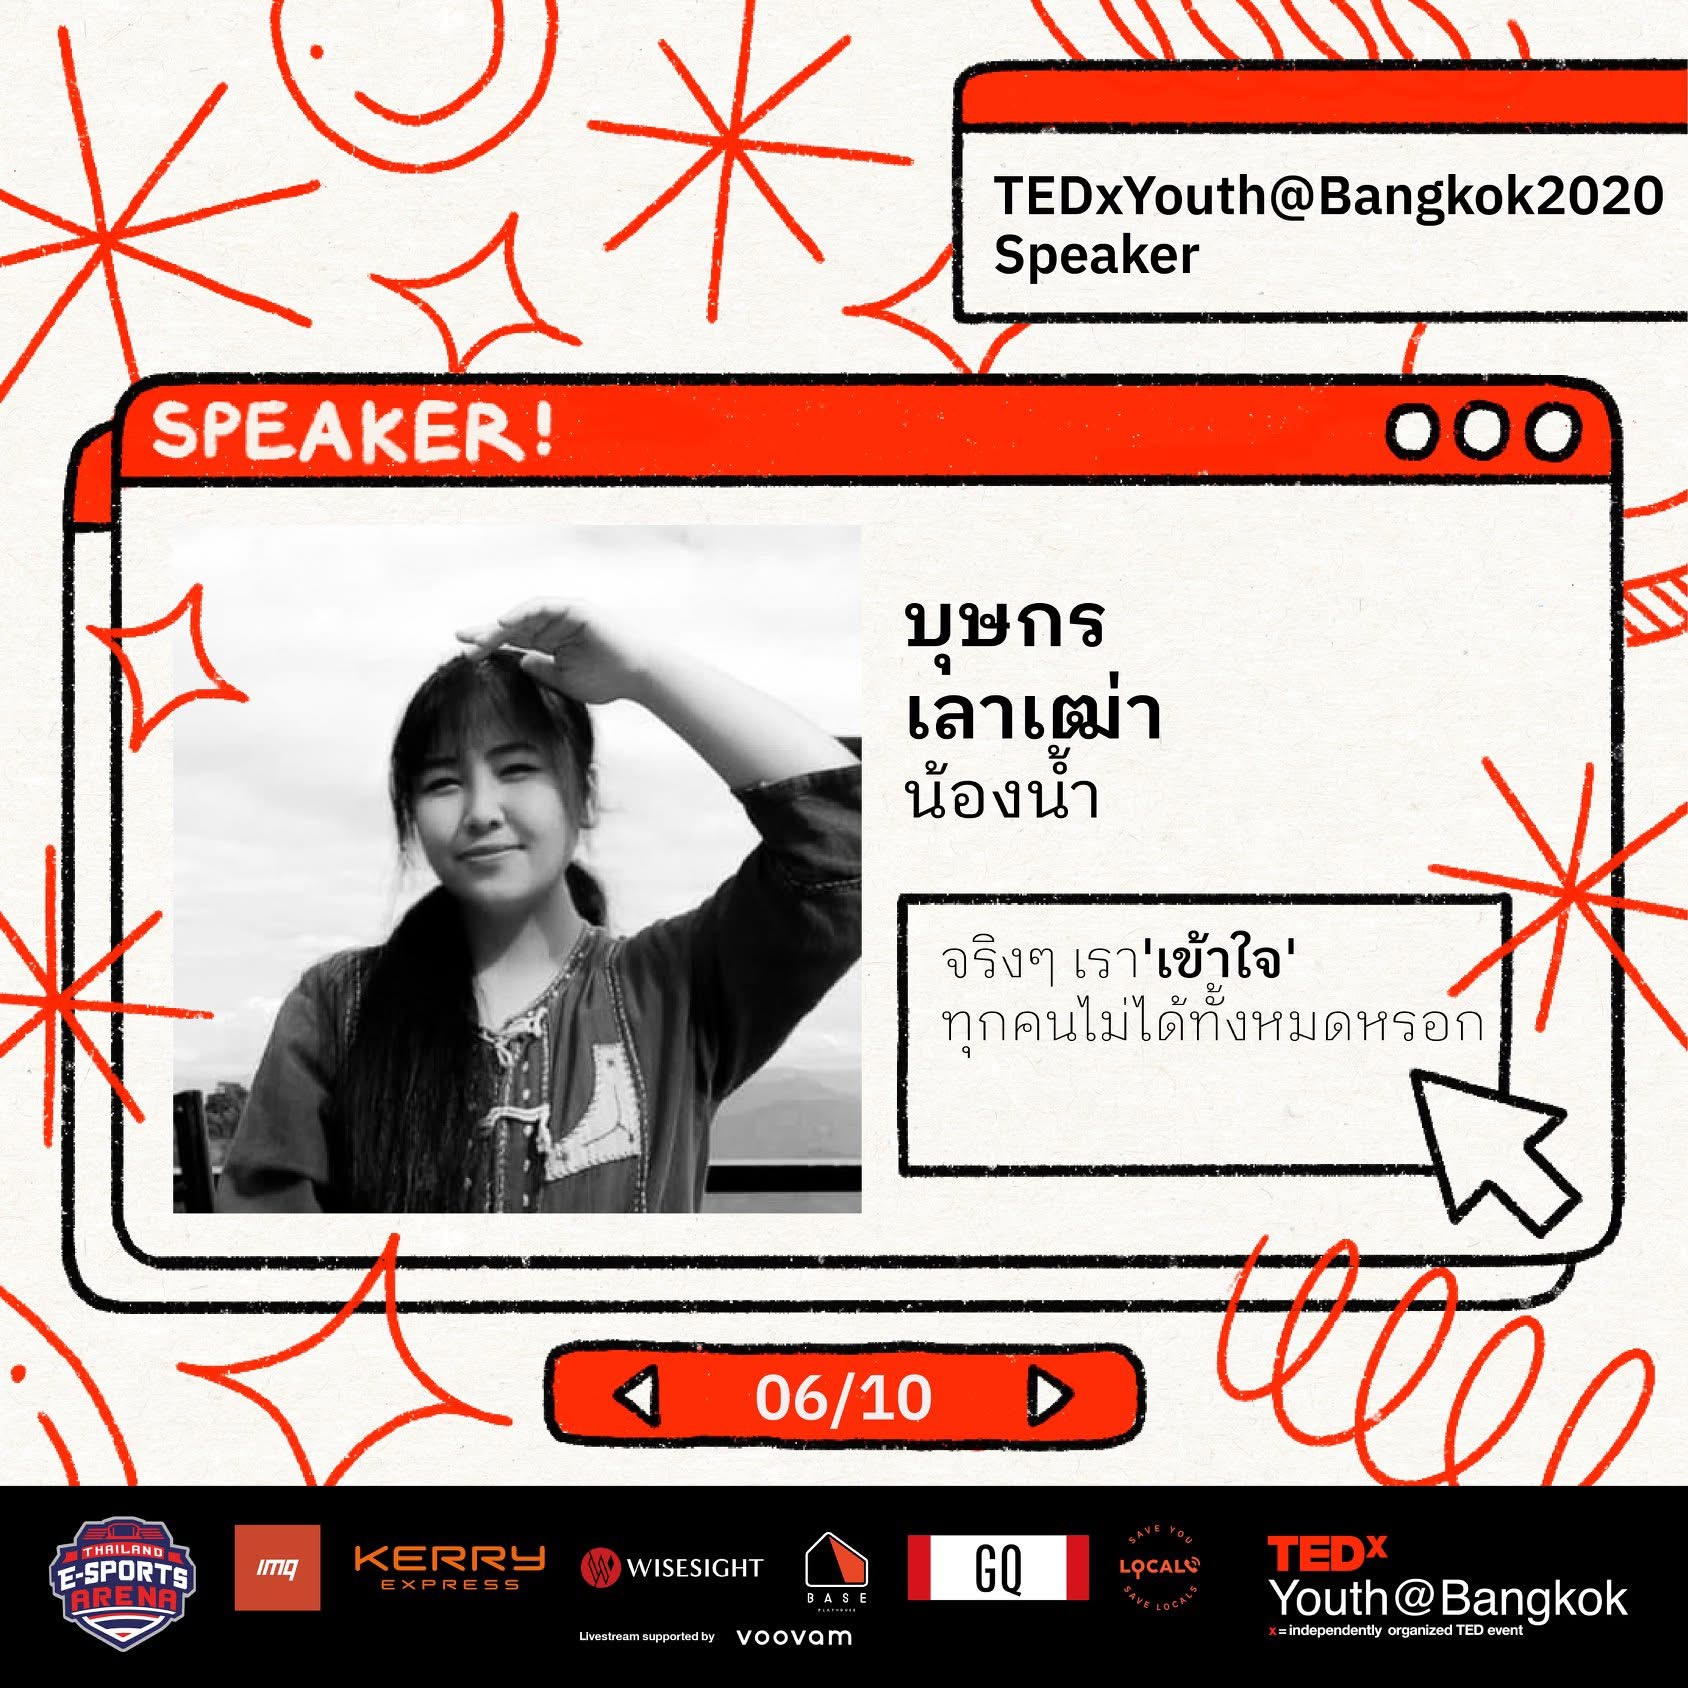 TEDxYouth@Bangkok2020
Speaker
SPEAKER!
บุษกร
เลาเฒ่า
น้องน้ำ
จริงๆ เรา'เข้าใจ'
ทุกคนไม่ได้ทั้งหมดหรอก
06/10
THAILAND
E-SPORTS
ARENA
imq
KERRY
EXPRESS
WISESIGHT
BASE
PLAYHOUSE
GQ
SAVE YOU
LOCAL
SAVE LOCALS
TEDx
Youth@Bangkok
x = independently organized TED event
Livestream supported by voovam